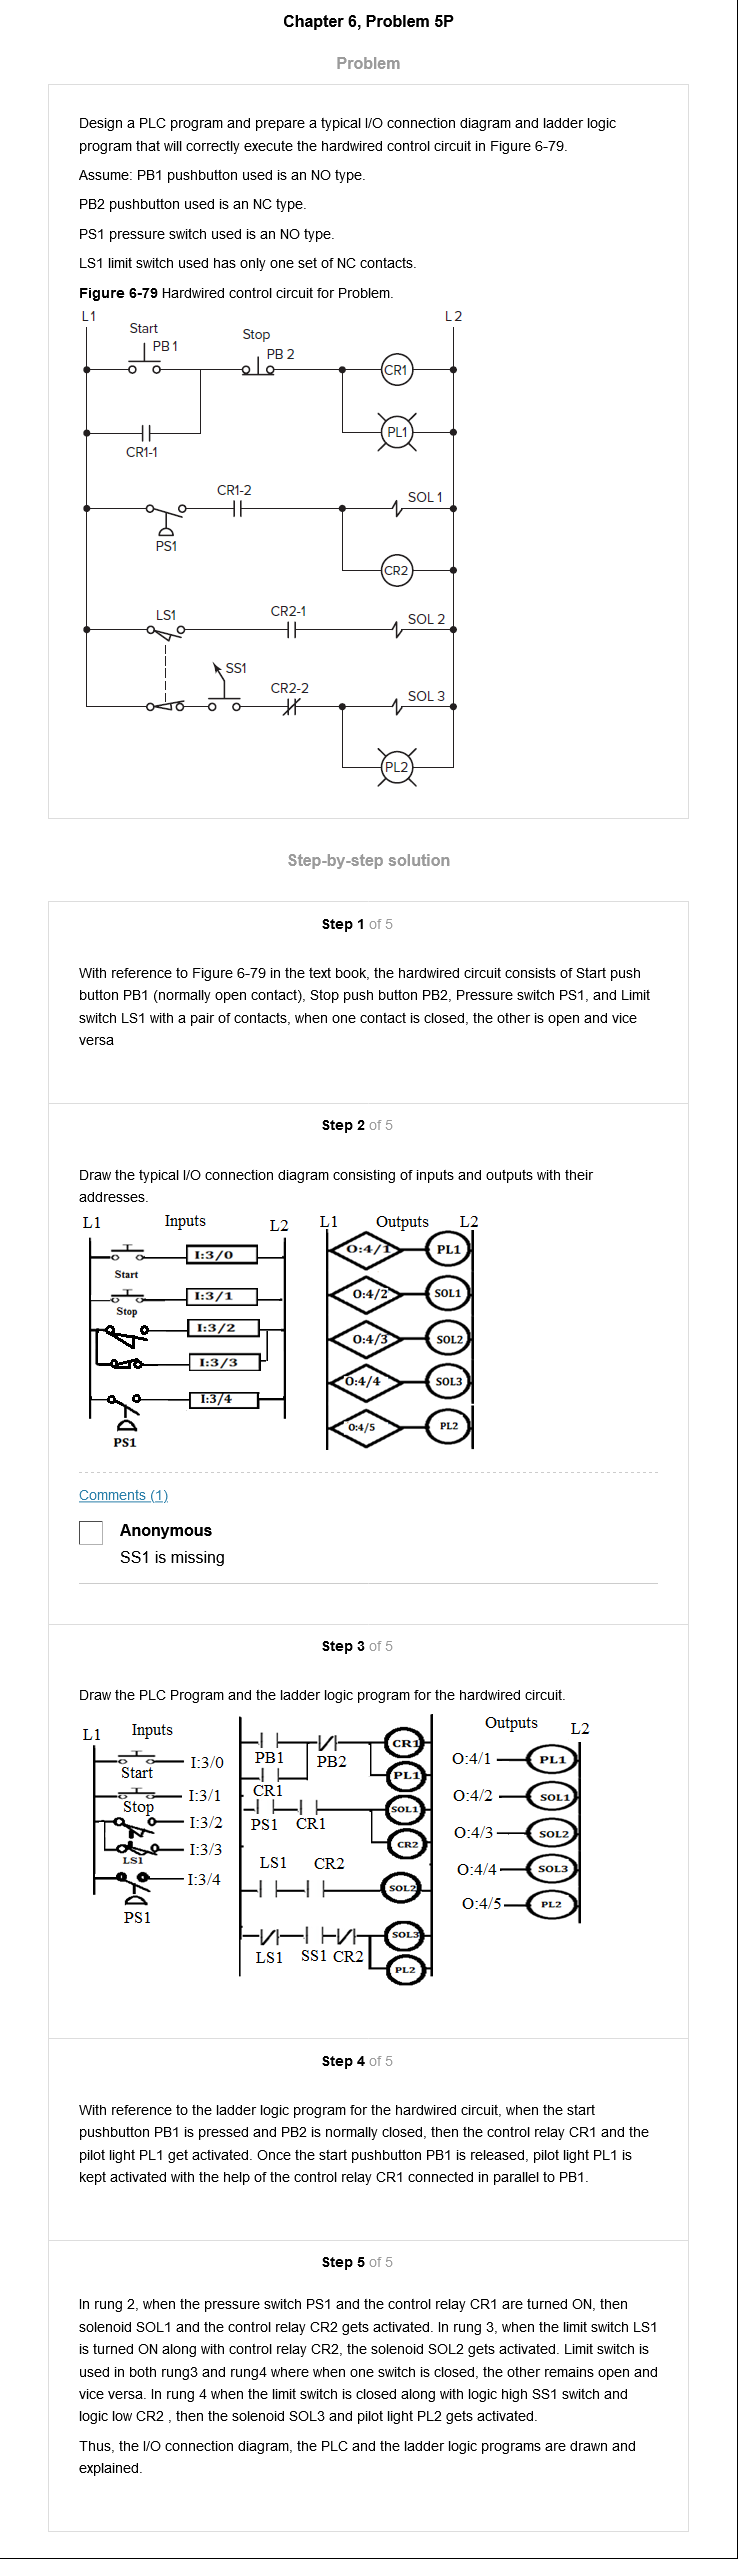 Chapter 6, Problem 5P
Problem
Design a PLC program and prepare a typical I/O connection diagram and ladder logic
program that will correctly execute the hardwired control circuit in Figure 6-79.
Assume: PB1 pushbutton used is an NO type.
PB2 pushbutton used is an NC type.
PS1 pressure switch used is an NO type.
LS1 limit switch used has only one set of NC contacts.
Figure 6-79 Hardwired control circuit for Problem.
L1 L2
Start
PB1
Stop
PB 2
CR1
PL1
CR1-1
CR1-2
SOL 1
PS1
CR2
LS1
CR2-1
SOL 2
SS1
CR2-2
SOL 3
PL2
Step-by-step solution
Step 1 of 5
With reference to Figure 6-79 in the text book, the hardwired circuit consists of Start push
button PB1 (normally open contact), Stop push button PB2, Pressure switch PS1, and Limit
switch LS1 with a pair of contacts, when one contact is closed, the other is open and vice
versa
Step 2 of 5
Draw the typical I/O connection diagram consisting of inputs and outputs with their
addresses.
L1 Inputs L2 L1 Outputs L2
I:3/0 O:4/1 PL1
Start
I:3/1 O:4/2 SOL1
Stop
I:3/2 O:4/3 SOL2
I:3/3 O:4/4 SOL3
I:3/4 O:4/5 PL2
PS1
Comments (1)
Anonymous
SS1 is missing
Step 3 of 5
Draw the PLC Program and the ladder logic program for the hardwired circuit.
L1 Inputs Outputs L2
Start I:3/0 PB1 PB2 CR1 O:4/1 PL1
Stop I:3/1 CR1 PL1 O:4/2 SOL1
I:3/2 PS1 CR1 SOL1 O:4/3 SOL2
LS1 I:3/3 CR2 O:4/4 SOL3
I:3/4 LS1 CR2 SOL2 O:4/5 PL2
PS1
LS1 SS1 CR2 SOL3
PL2
Step 4 of 5
With reference to the ladder logic program for the hardwired circuit, when the start
pushbutton PB1 is pressed and PB2 is normally closed, then the control relay CR1 and the
pilot light PL1 get activated. Once the start pushbutton PB1 is released, pilot light PL1 is
kept activated with the help of the control relay CR1 connected in parallel to PB1.
Step 5 of 5
In rung 2, when the pressure switch PS1 and the control relay CR1 are turned ON, then
solenoid SOL1 and the control relay CR2 gets activated. In rung 3, when the limit switch LS1
is turned ON along with control relay CR2, the solenoid SOL2 gets activated. Limit switch is
used in both rung3 and rung4 where when one switch is closed, the other remains open and
vice versa. In rung 4 when the limit switch is closed along with logic high SS1 switch and
logic low CR2 , then the solenoid SOL3 and pilot light PL2 gets activated.
Thus, the I/O connection diagram, the PLC and the ladder logic programs are drawn and
explained.